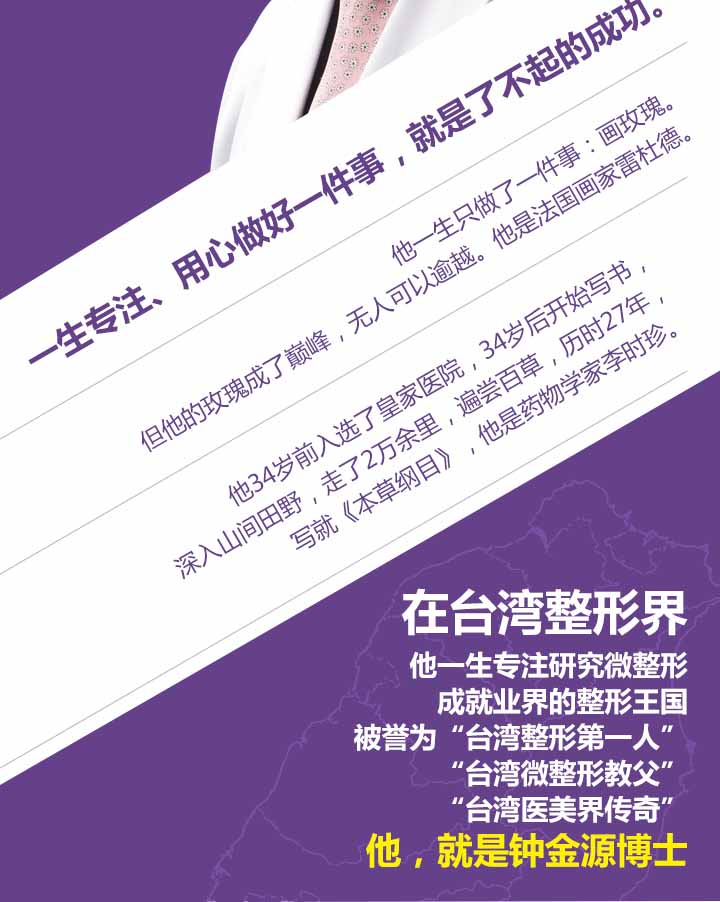 一生专注、用心做好一件事，就是了不起的成功。
他一生只做了一件事：画玫瑰。
但他的玫瑰成了巅峰，无人可以逾越。他是法国画家雷杜德。
他34岁前入选了皇家医院，34岁后开始写书，
深入山间田野，走了2万余里，遍尝百草，历时27年，
写就《本草纲目》，他是药物学家李时珍。
在台湾整形界
他一生专注研究微整形
成就业界的整形王国
被誉为“台湾整形第一人”
“台湾微整形教父”
“台湾医美界传奇”
他，就是钟金源博士